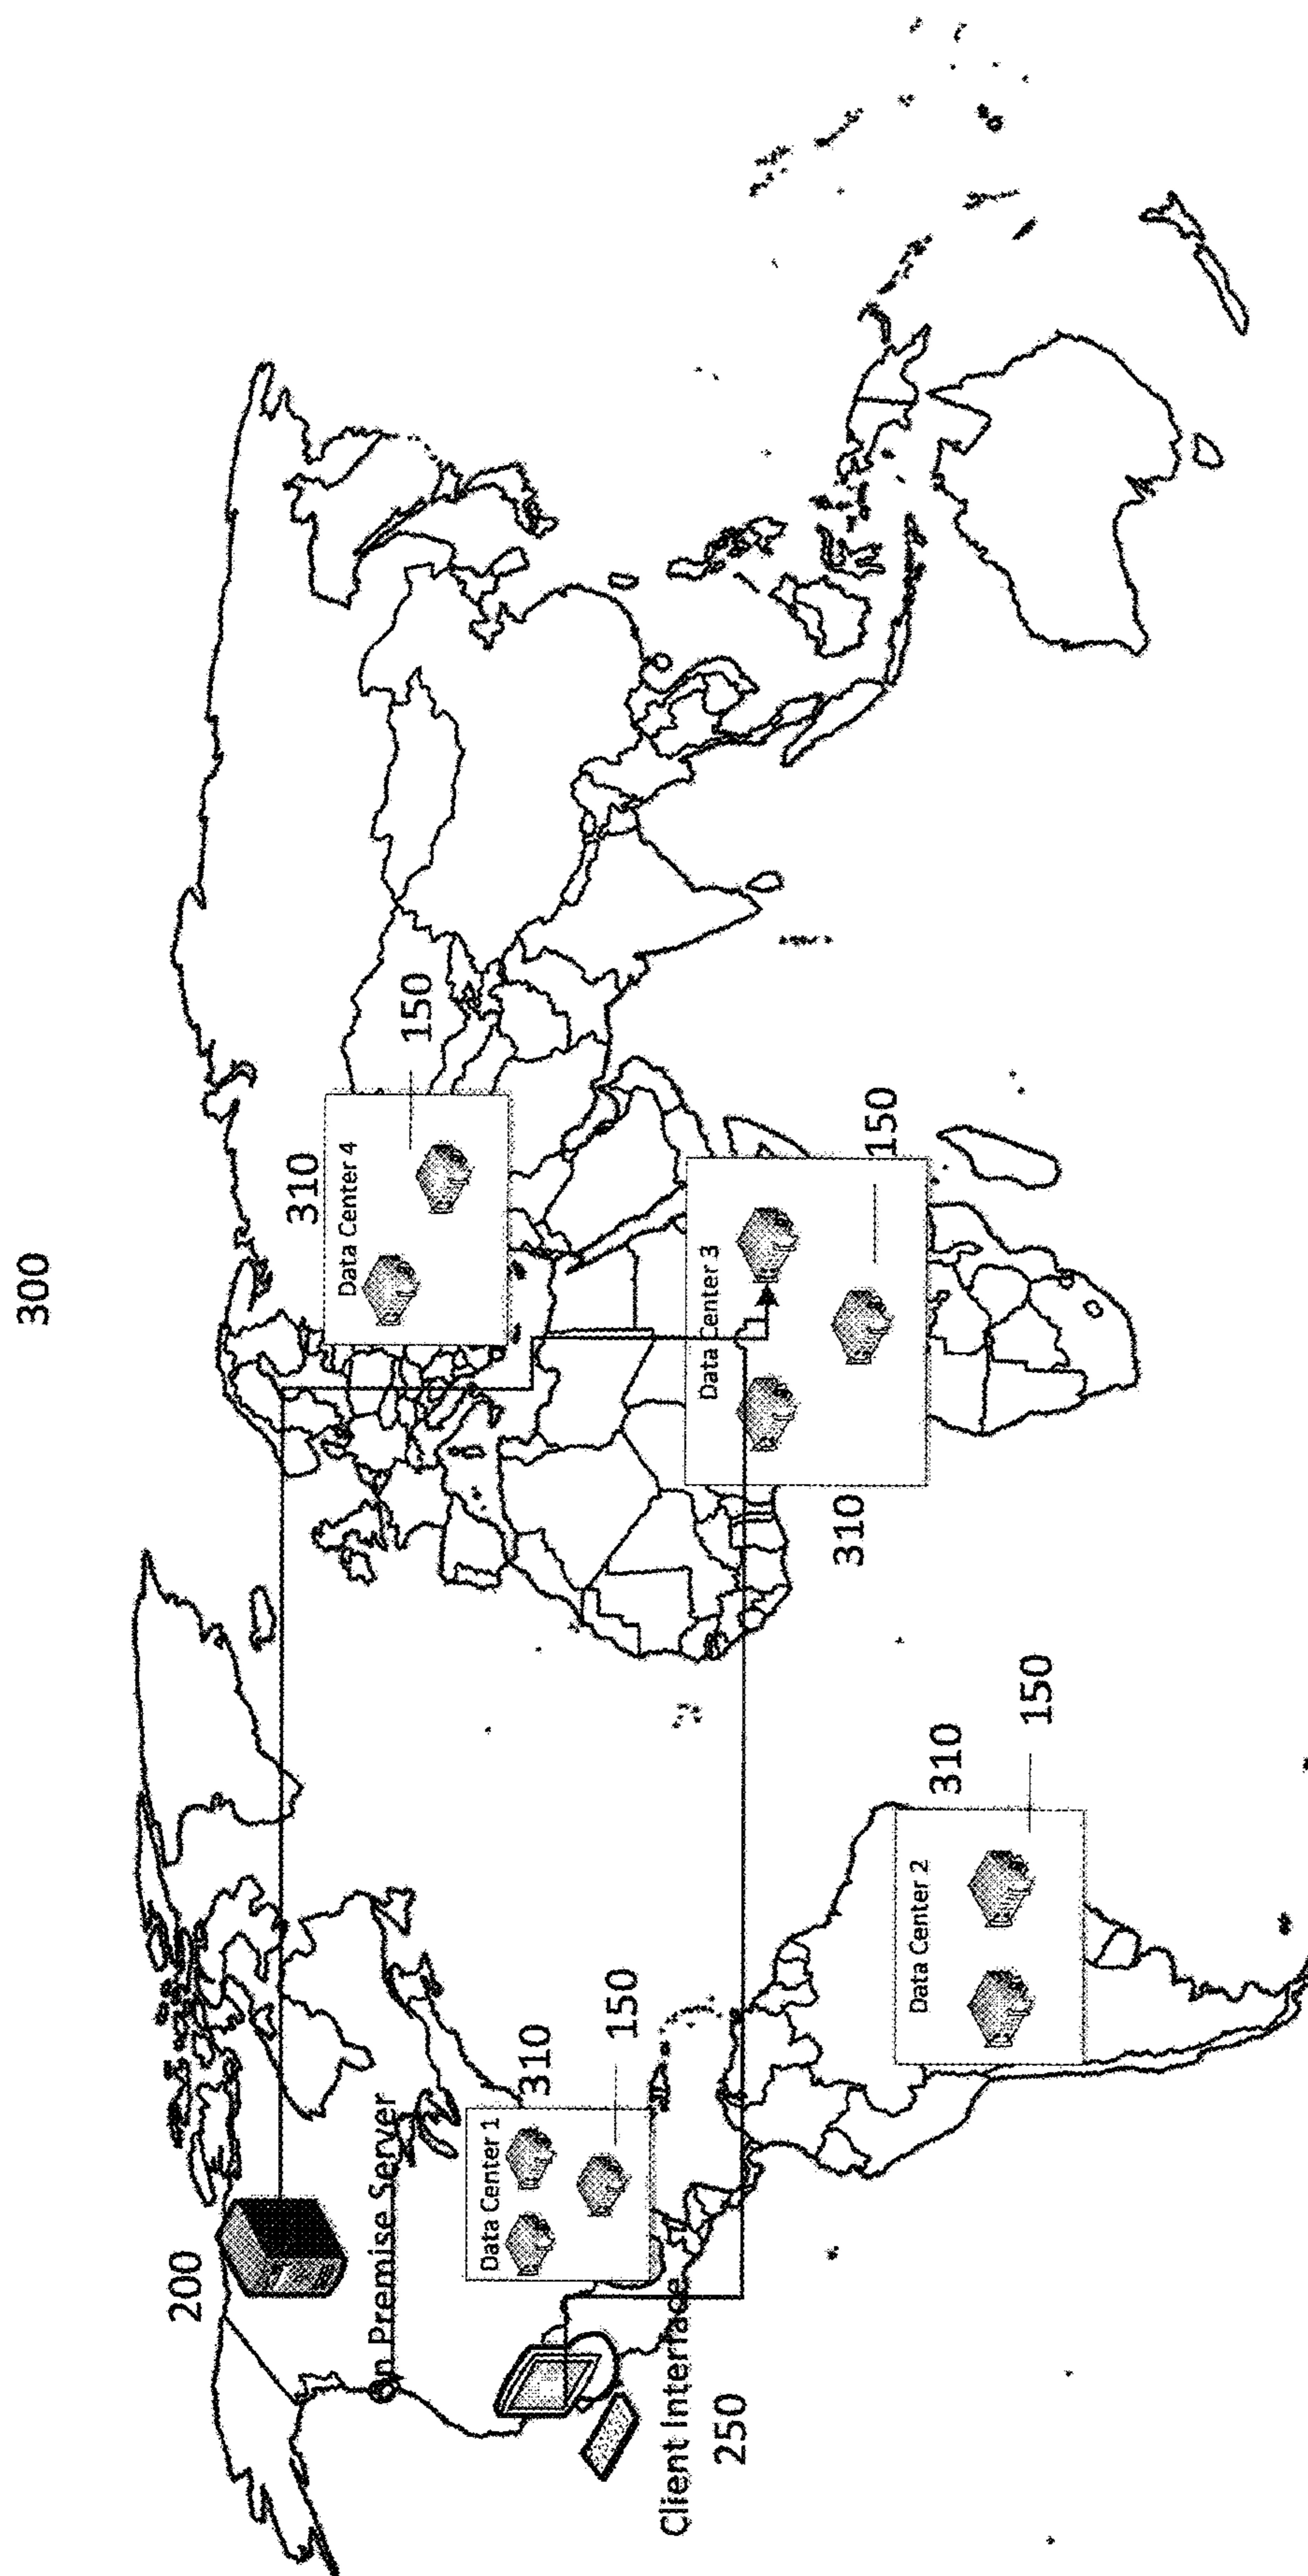 300
200
On Premise Server
Client Interface
250
Data Center 1
310
150
Data Center 2
310
150
Data Center 3
310
150
Data Center 4
310
150